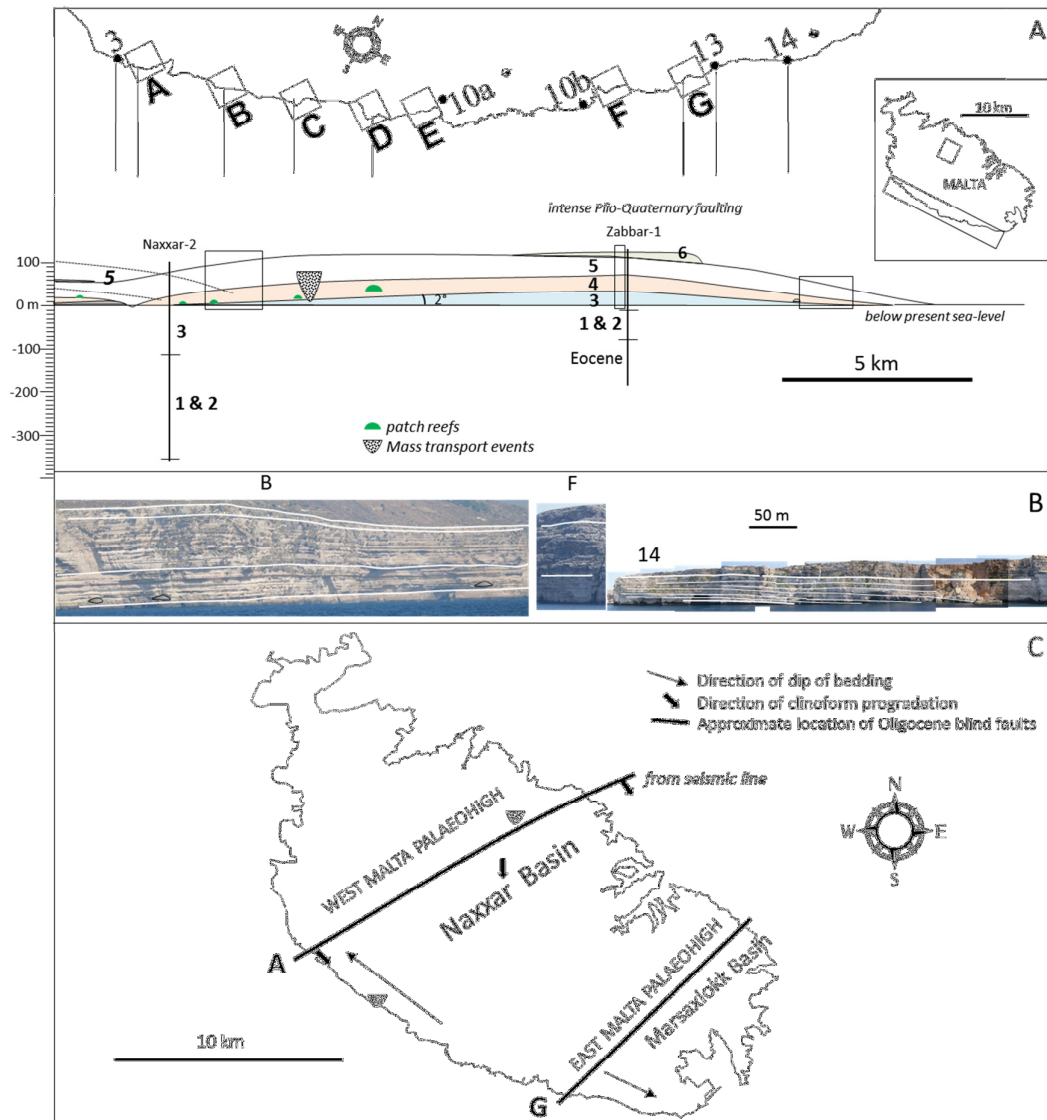 A
3
A
B
C
D
E
10a
10b
F
G
13
14
10 km
MALTA
intense Plio-Quaternary faulting
Naxxar-2
Zabbar-1
6
5
5
4
3
2°
100
0 m
-100
-200
-300
3
1 & 2
1 & 2
Eocene
below present sea-level
5 km
patch reefs
Mass transport events
B
F
B
50 m
14
C
Direction of dip of bedding
Direction of clinoform progradation
Approximate location of Oligocene blind faults
from seismic line
N
W
E
S
WEST MALTA PALAEOHIGH
Naxxar Basin
A
EAST MALTA PALAEOHIGH
Marsaxlokk Basin
10 km
G